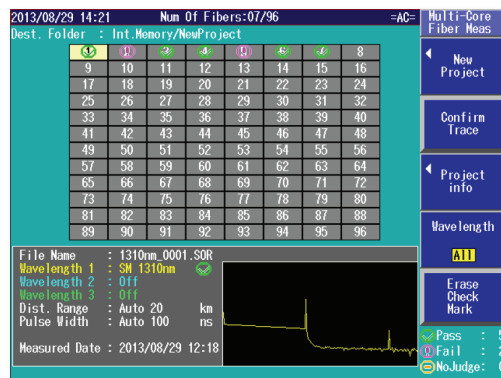 2013/08/29 14:21 Num Of Fibers:07/96 =AC=
Dest. Folder : Int.Memory/NewProject
Multi-Core
Fiber Meas
1 2 3 4 5 6 7 8
9 10 11 12 13 14 15 16
17 18 19 20 21 22 23 24
25 26 27 28 29 30 31 32
33 34 35 36 37 38 39 40
41 42 43 44 45 46 47 48
49 50 51 52 53 54 55 56
57 58 59 60 61 62 63 64
65 66 67 68 69 70 71 72
73 74 75 76 77 78 79 80
81 82 83 84 85 86 87 88
89 90 91 92 93 94 95 96
New
Project
Confirm
Trace
Project
info
Wavelength
All
Erase
Check
Mark
File Name : 1310nm_0001.SOR
Wavelength 1 : SM 1310nm
Wavelength 2 : Off
Wavelength 3 : Off
Dist. Range : Auto 20 km
Pulse Width : Auto 100 ns
Measured Date : 2013/08/29 12:18
Pass : 5
Fail :
NoJudge: